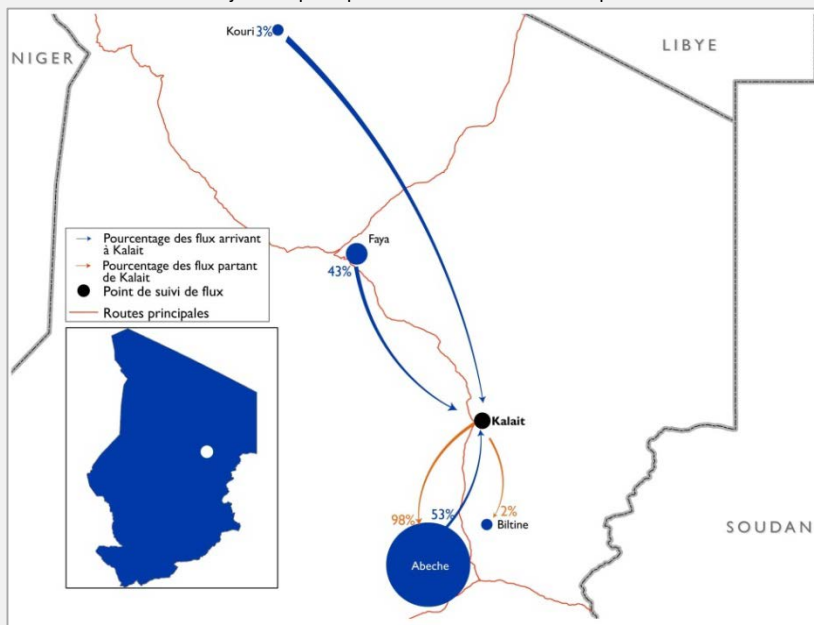 Kouri 3%
LIBYE
NIGER
Faya
43%
Pourcentage des flux arrivant
à Kalait
Pourcentage des flux partant
de Kalait
Point de suivi de flux
Routes principales
Kalait
98%
53%
2%
Biltine
SOUDAN
Abeche